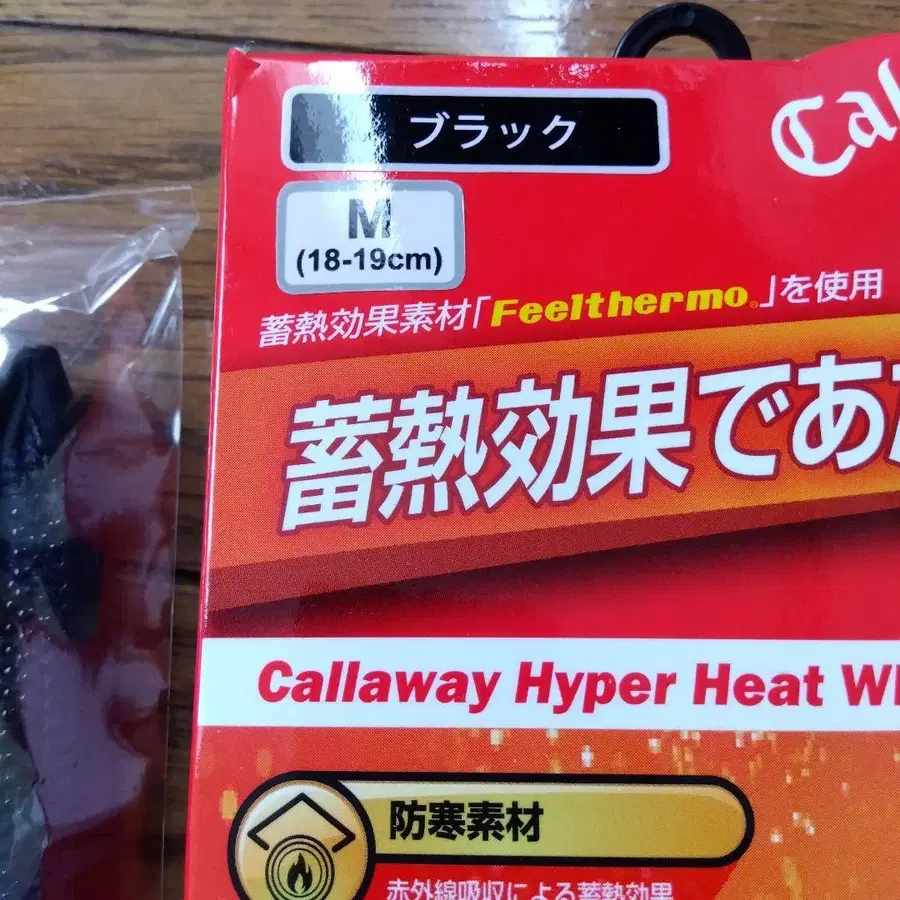 ブラック
M
(18-19cm)
蓄熱効果素材「Feelthermo®」を使用
蓄熱効果であ
Callaway Hyper Heat
防寒素材
赤外線吸収による蓄熱効果